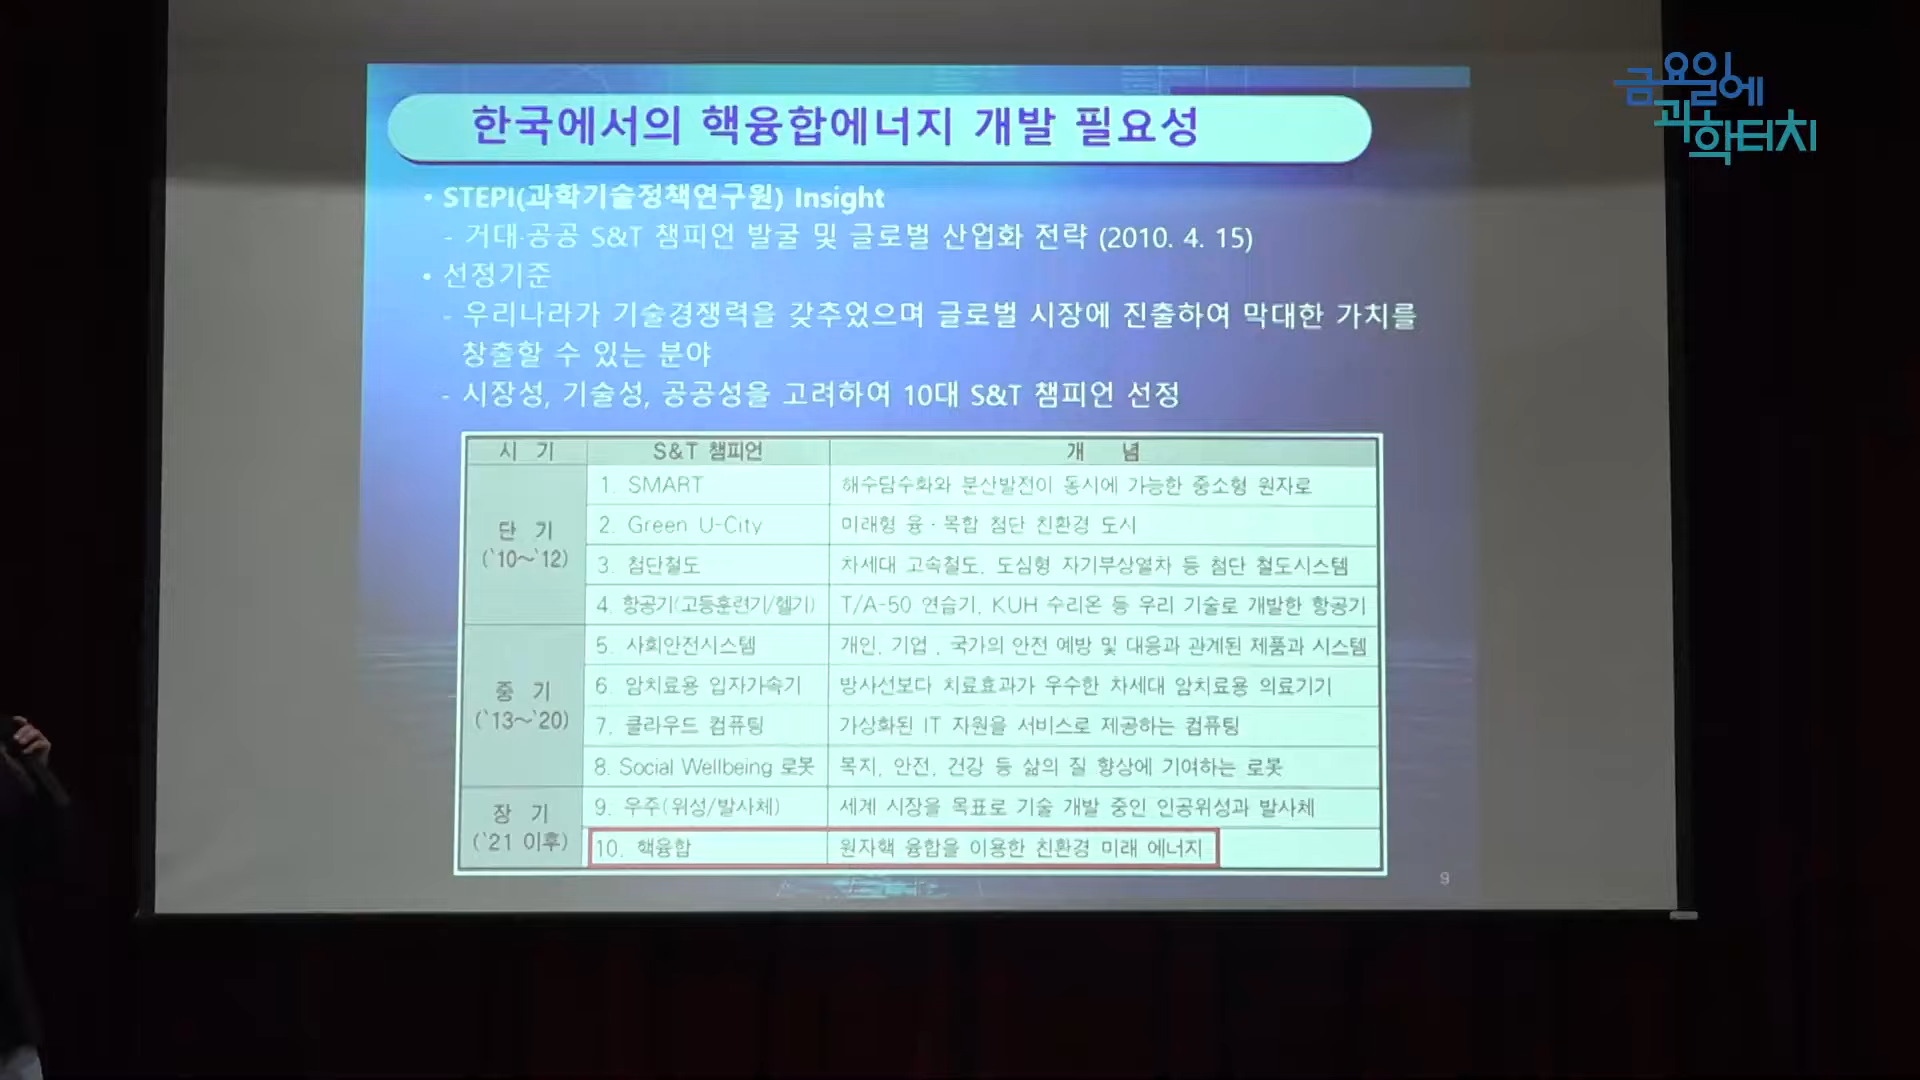 금요일에
과학터치
한국에서의 핵융합에너지 개발 필요성
• STEPI(과학기술정책연구원) Insight
- 거대·공공 S&T 챔피언 발굴 및 글로벌 산업화 전략 (2010. 4. 15)
• 선정기준
- 우리나라가 기술경쟁력을 갖추었으며 글로벌 시장에 진출하여 막대한 가치를
창출할 수 있는 분야
- 시장성, 기술성, 공공성을 고려하여 10대 S&T 챔피언 선정
시 기 S&T 챔피언 개 념
단 기
(`10~`12)
1. SMART 해수담수화와 분산발전이 동시에 가능한 중소형 원자로
2. Green U-City 미래형 융·복합 첨단 친환경 도시
3. 첨단철도 차세대 고속철도, 도심형 자기부상열차 등 첨단 철도시스템
4. 항공기(고등훈련기/헬기) T/A-50 연습기, KUH 수리온 등 우리 기술로 개발한 항공기
중 기
(`13~`20)
5. 사회안전시스템 개인, 기업, 국가의 안전 예방 및 대응과 관계된 제품과 시스템
6. 암치료용 입자가속기 방사선보다 치료효과가 우수한 차세대 암치료용 의료기기
7. 클라우드 컴퓨팅 가상화된 IT 자원을 서비스로 제공하는 컴퓨팅
8. Social Wellbeing 로봇 복지, 안전, 건강 등 삶의 질 향상에 기여하는 로봇
장 기
(`21 이후)
9. 우주(위성/발사체) 세계 시장을 목표로 기술 개발 중인 인공위성과 발사체
10. 핵융합 원자핵 융합을 이용한 친환경 미래 에너지
9